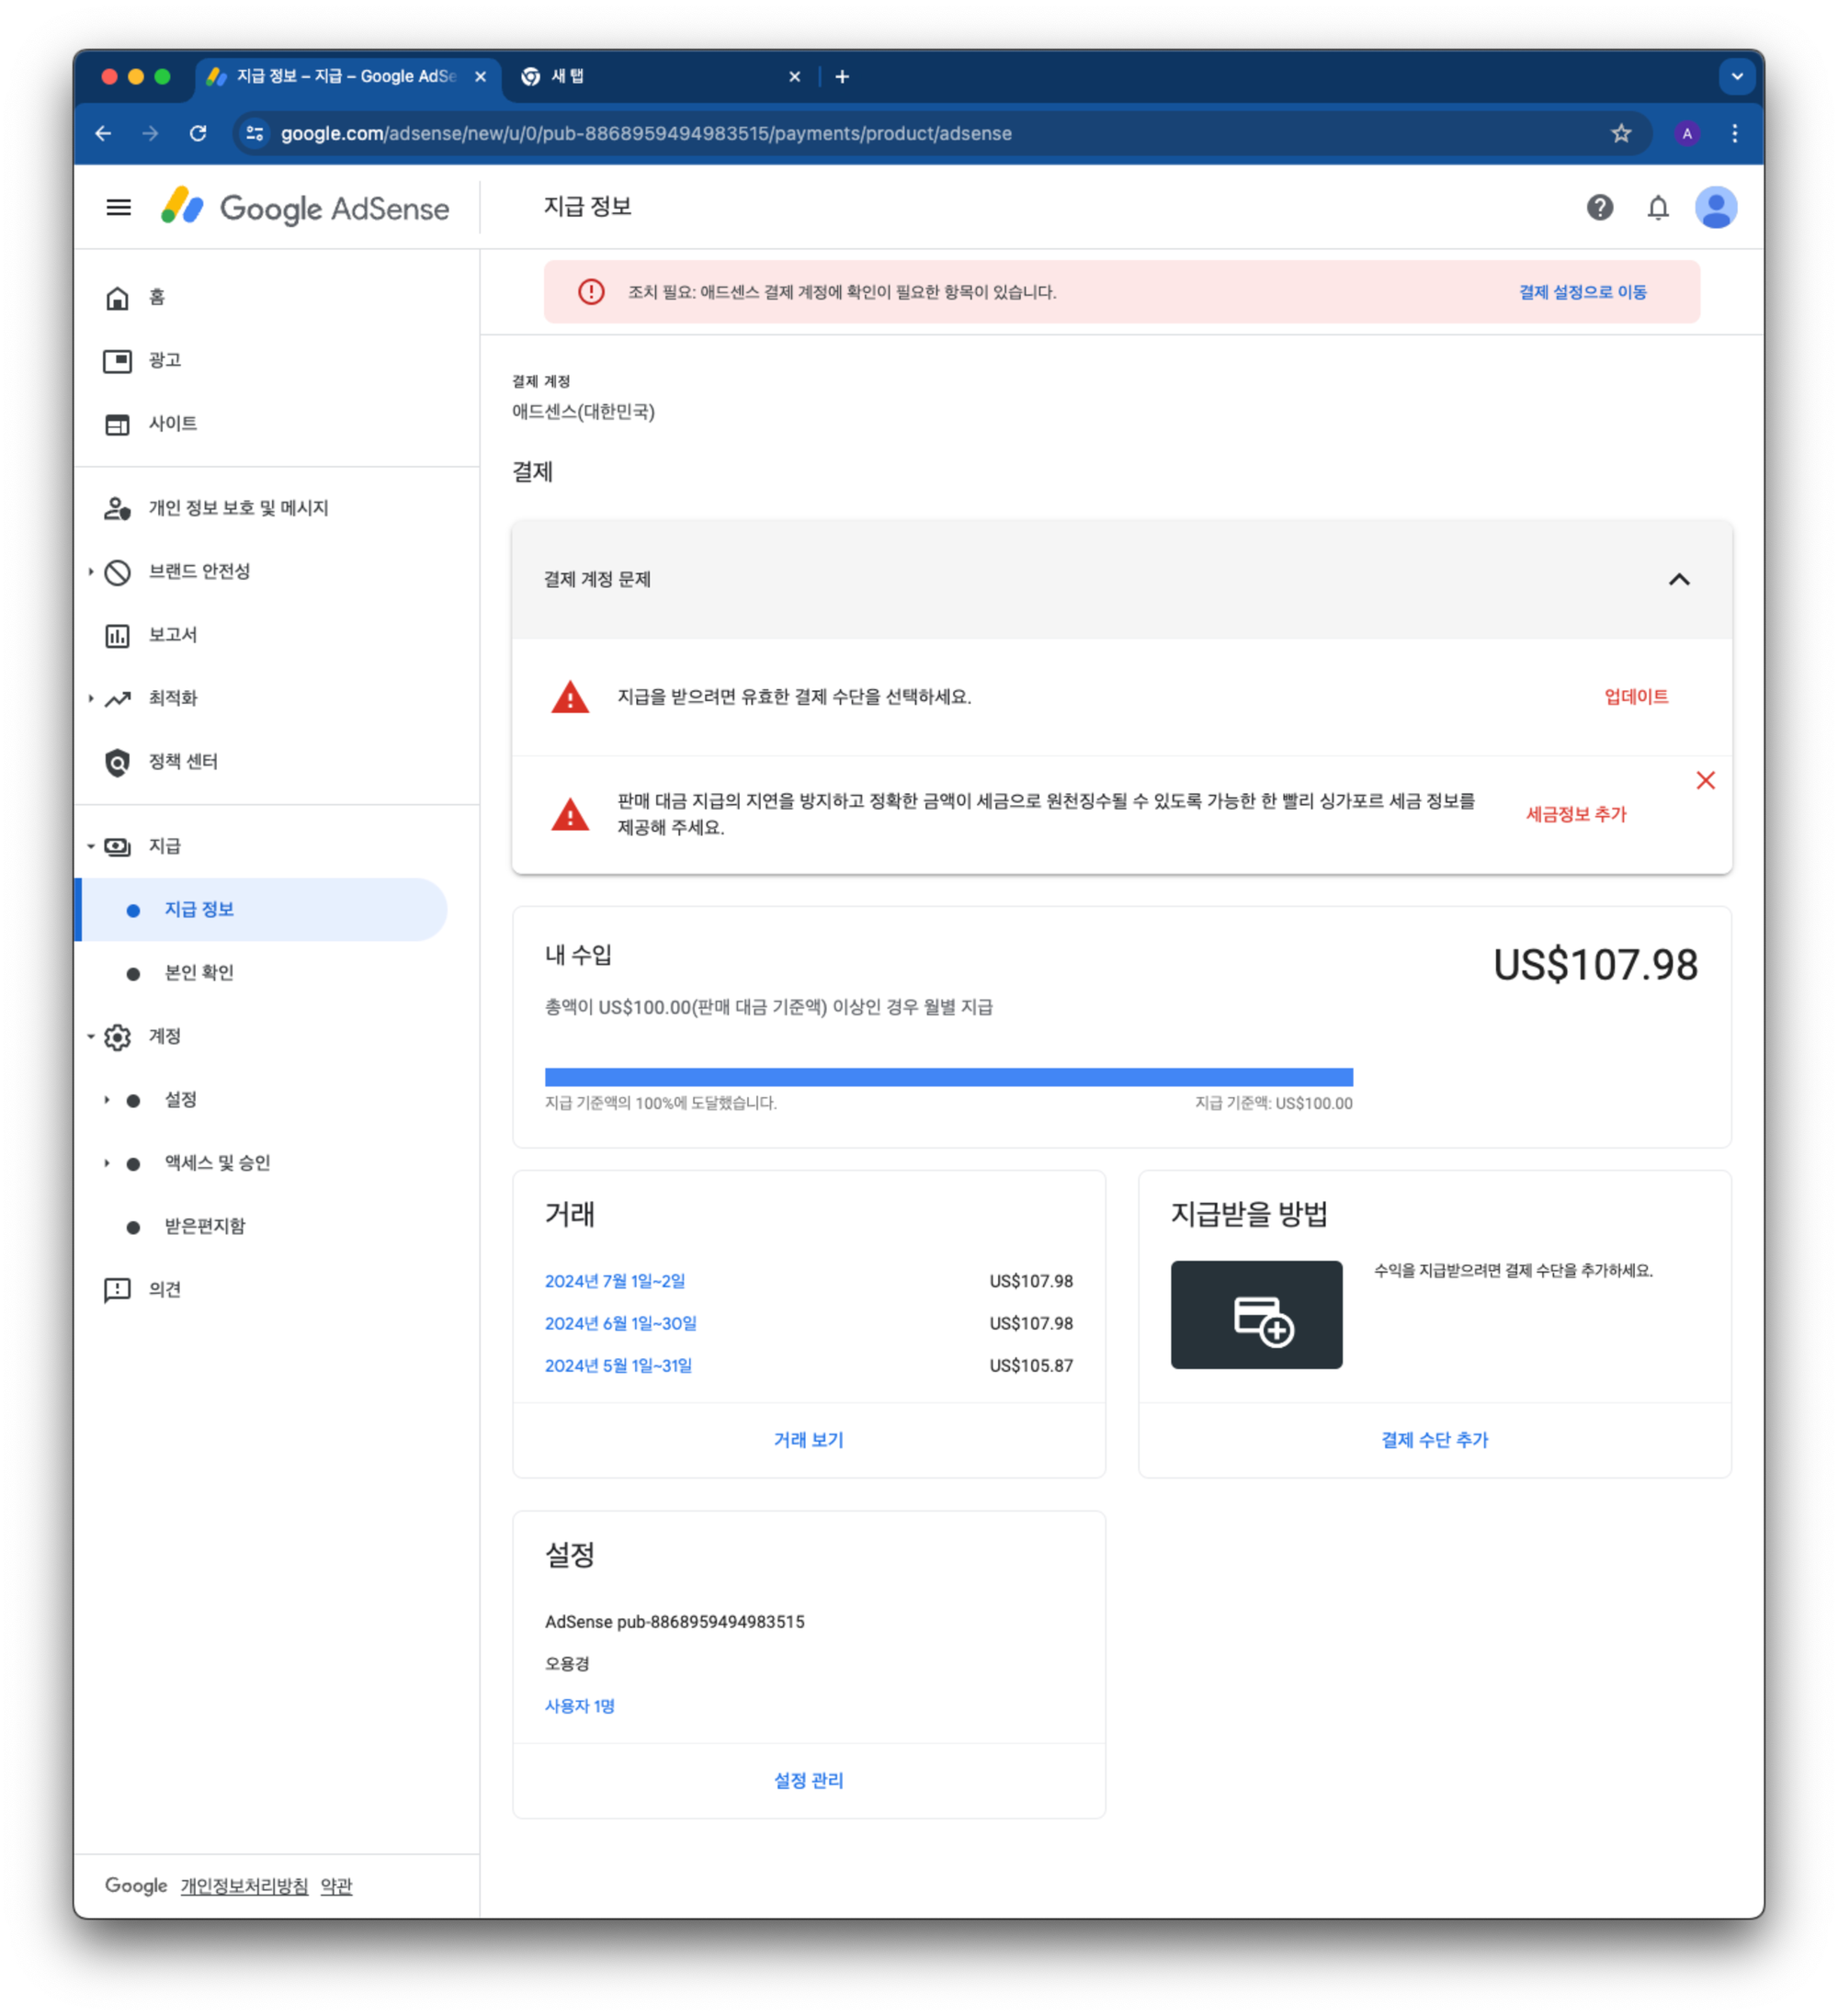 지급 정보 – 지급 – Google AdSe
새 탭
google.com/adsense/new/u/0/pub-8868959494983515/payments/product/adsense
A
Google AdSense
지급 정보
홈
광고
사이트
개인 정보 보호 및 메시지
브랜드 안전성
보고서
최적화
정책 센터
지급
지급 정보
본인 확인
계정
설정
액세스 및 승인
받은편지함
의견
Google 개인정보처리방침 약관
조치 필요: 애드센스 결제 계정에 확인이 필요한 항목이 있습니다.
결제 설정으로 이동
결제 계정
애드센스(대한민국)
결제
결제 계정 문제
지급을 받으려면 유효한 결제 수단을 선택하세요.
업데이트
판매 대금 지급의 지연을 방지하고 정확한 금액이 세금으로 원천징수될 수 있도록 가능한 한 빨리 싱가포르 세금 정보를
제공해 주세요.
세금정보 추가
내 수입
US$107.98
총액이 US$100.00(판매 대금 기준액) 이상인 경우 월별 지급
지급 기준액의 100%에 도달했습니다.
지급 기준액: US$100.00
거래
2024년 7월 1일~2일 US$107.98
2024년 6월 1일~30일 US$107.98
2024년 5월 1일~31일 US$105.87
거래 보기
지급받을 방법
수익을 지급받으려면 결제 수단을 추가하세요.
결제 수단 추가
설정
AdSense pub-8868959494983515
오용경
사용자 1명
설정 관리